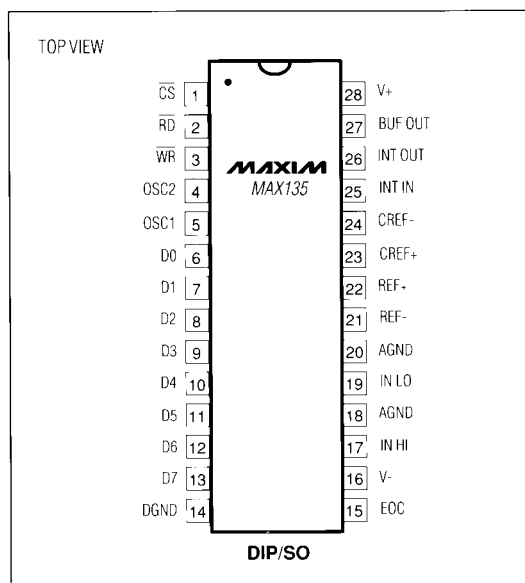 TOP VIEW
C̅S̅ 1 28 V+
R̅D̅ 2 27 BUF OUT
W̅R̅ 3 26 INT OUT
OSC2 4 25 INT IN
OSC1 5 24 CREF-
D0 6 23 CREF+
D1 7 22 REF+
D2 8 21 REF-
D3 9 20 AGND
D4 10 19 IN LO
D5 11 18 AGND
D6 12 17 IN HI
D7 13 16 V-
DGND 14 15 EOC
MAXIM
MAX135
DIP/SO